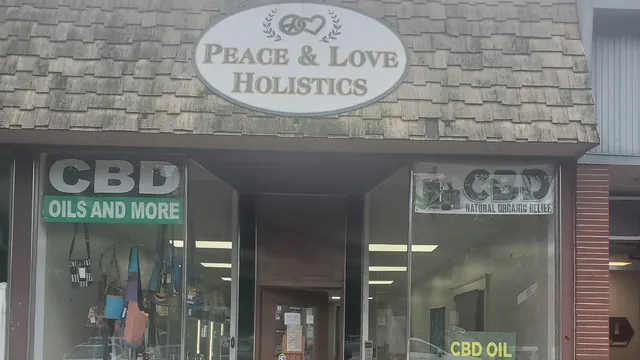 PEACE & LOVE
HOLISTICS
CBD
OILS AND MORE
CBD
NATURAL ORGANIC RELIEF
CBD OIL